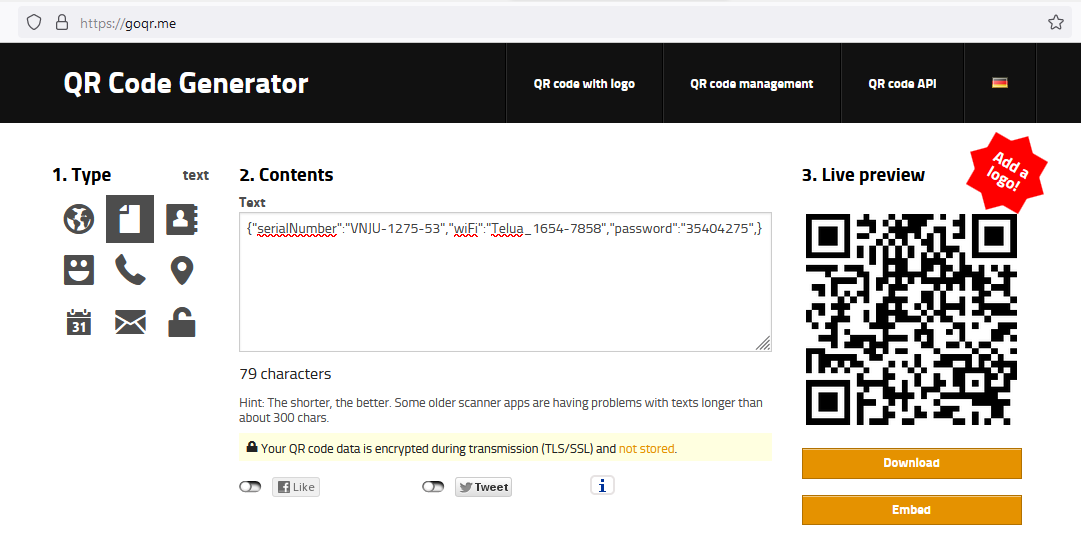 https://goqr.me
QR Code Generator
QR code with logo
QR code management
QR code API
1. Type
text
31
2. Contents
Text
{"serialNumber":"VNJU-1275-53","wiFi":"Telua_1654-7858","password":"35404275",}
79 characters
Hint: The shorter, the better. Some older scanner apps are having problems with texts longer than
about 300 chars.
Your QR code data is encrypted during transmission (TLS/SSL) and not stored.
Like
Tweet
i
3. Live preview
Add a
logo!
Download
Embed